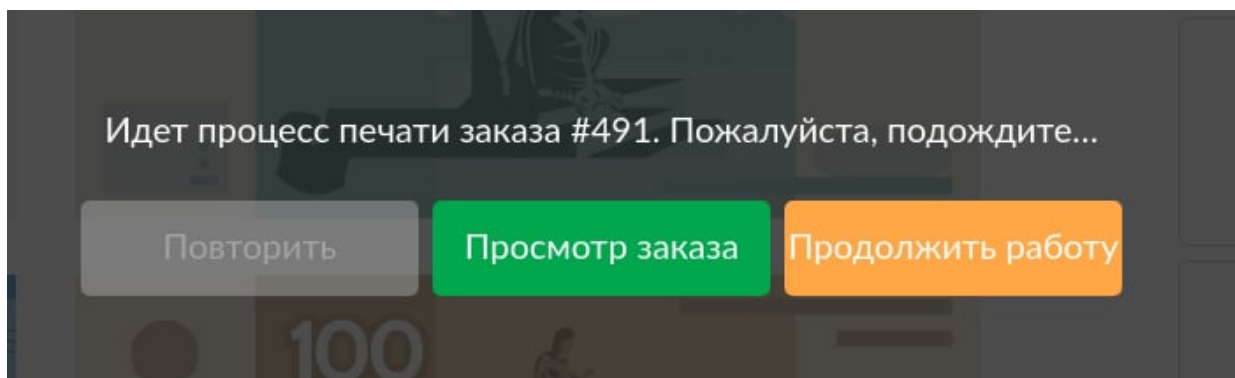 Идет процесс печати заказа #491. Пожалуйста, подождите...
Повторить
Просмотр заказа
Продолжить работу
100